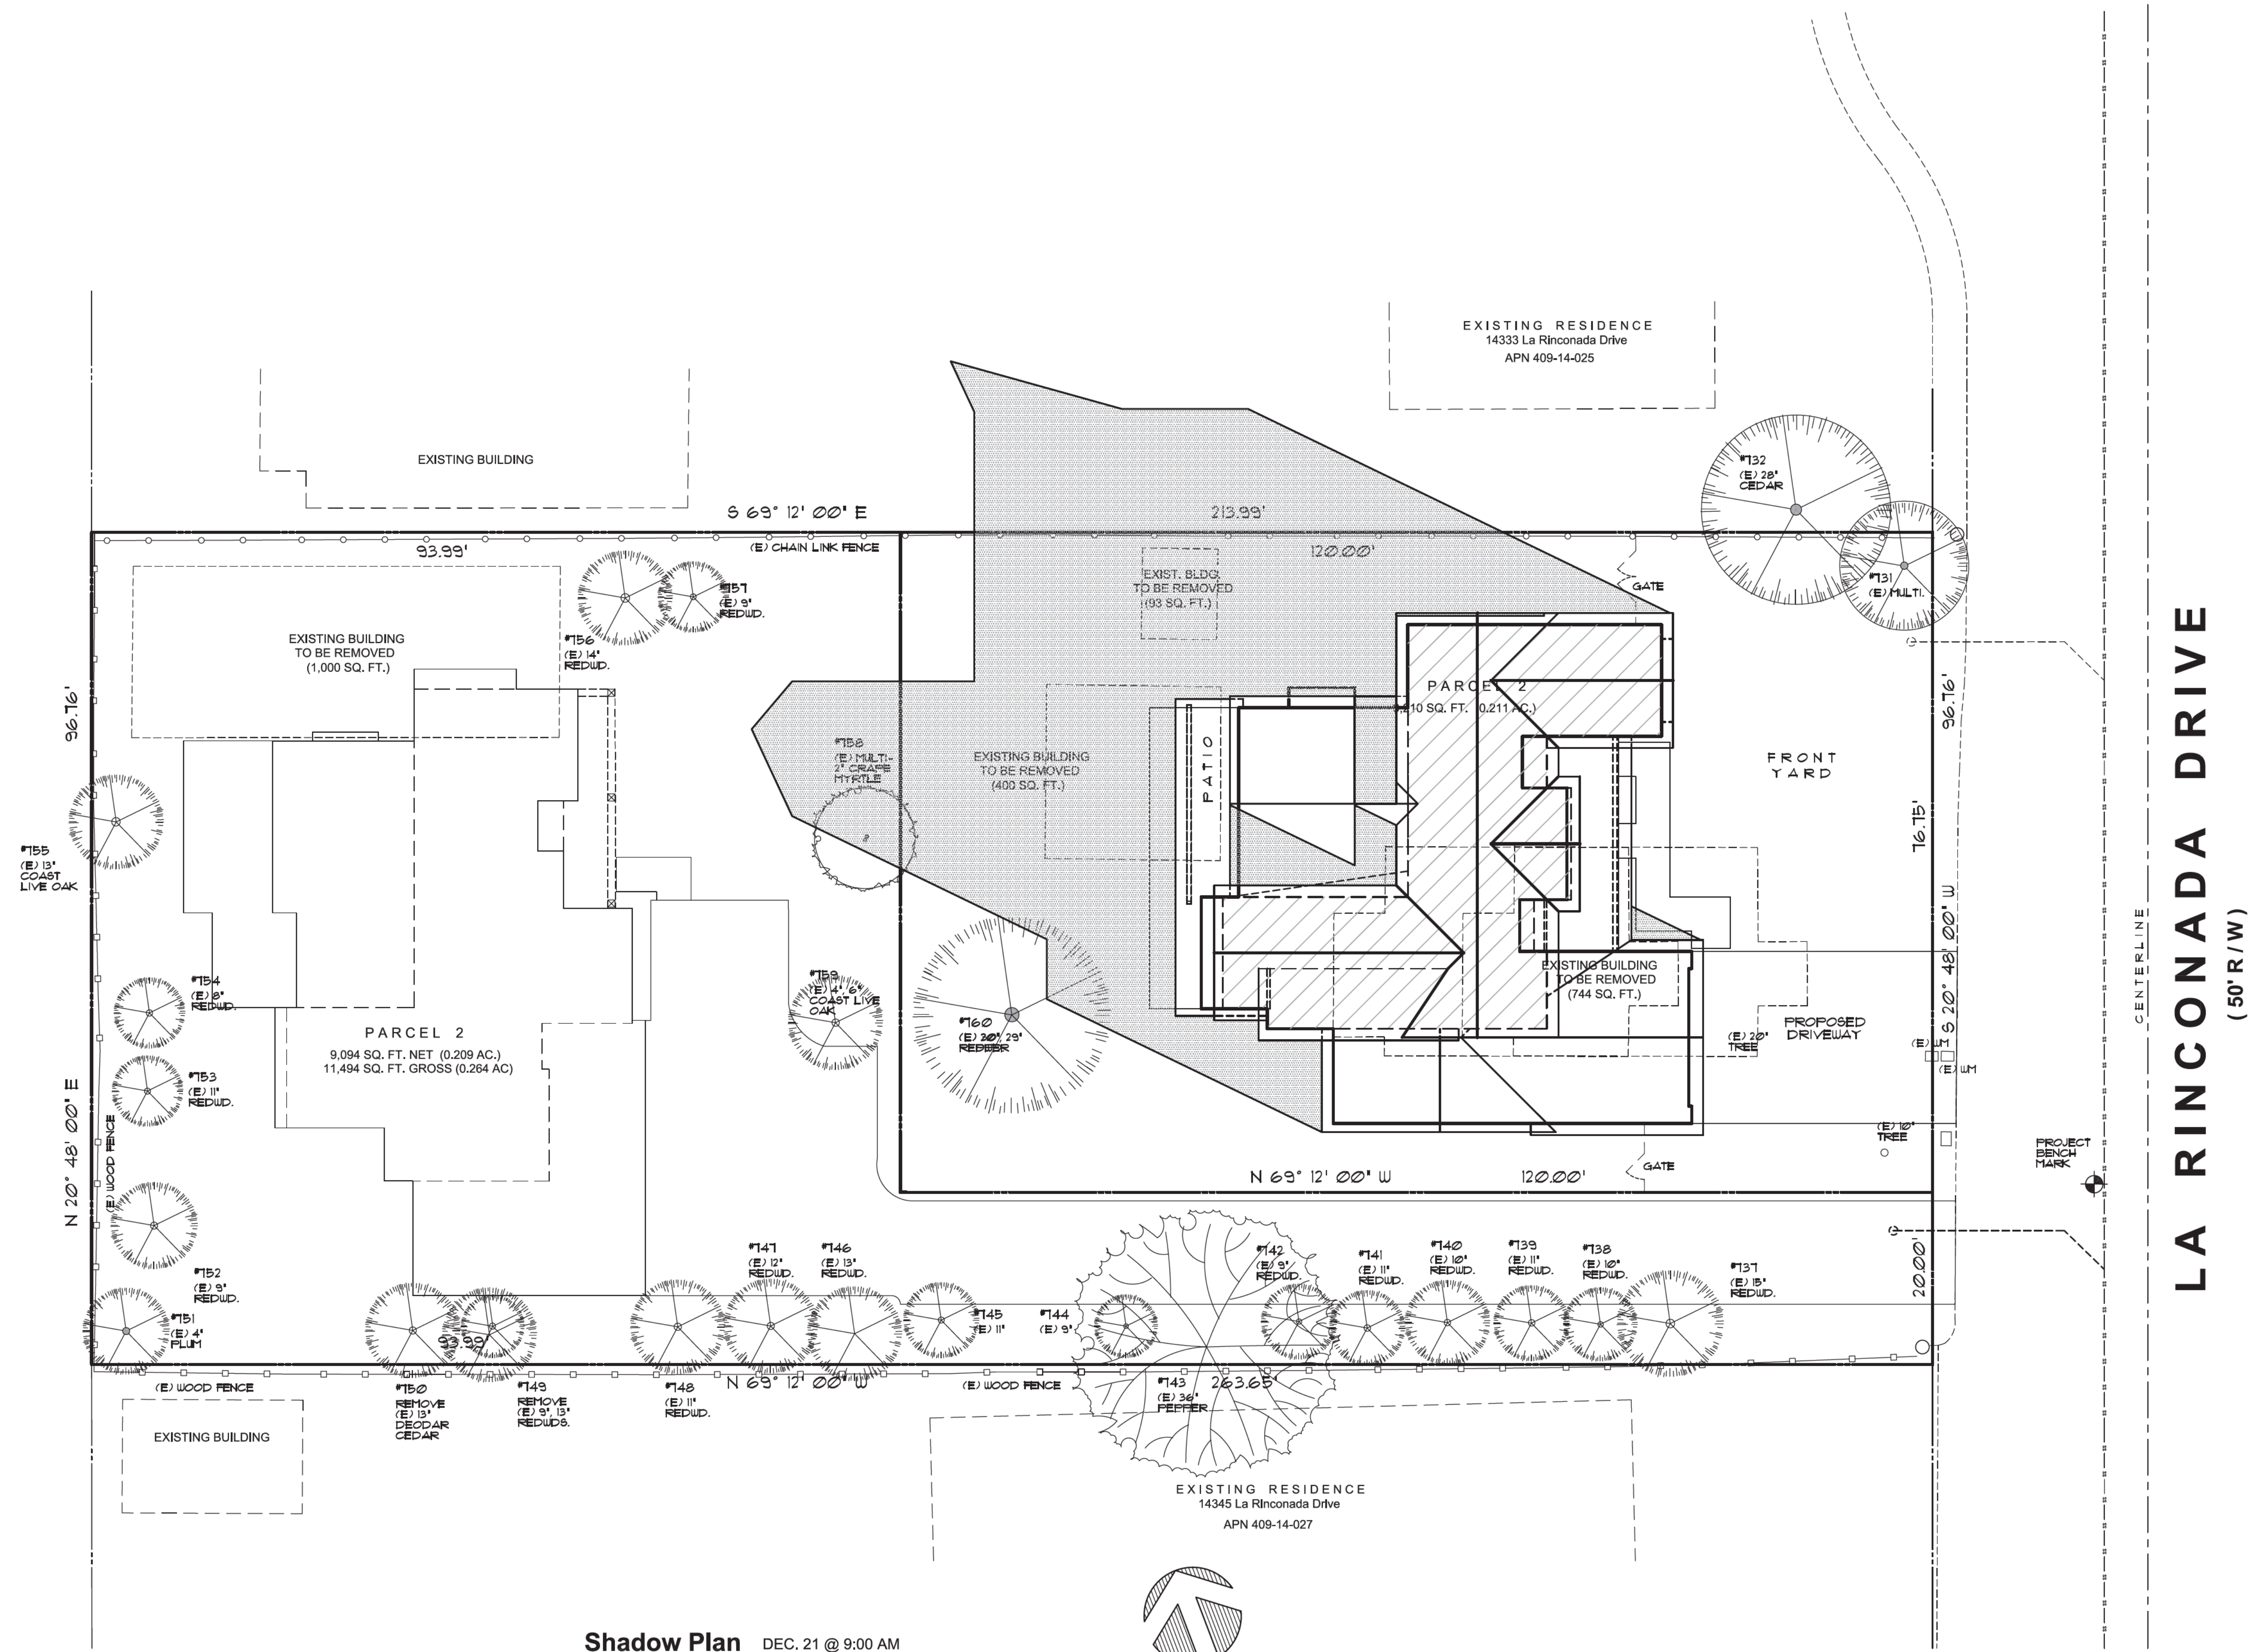 EXISTING RESIDENCE
14333 La Rinconada Drive
APN 409-14-025
EXISTING BUILDING
#732
(E) 28"
CEDAR
S 69° 12' 00" E
213.99'
93.99'
(E) CHAIN LINK FENCE
120.00'
EXIST. BLDG
TO BE REMOVED
(93 SQ. FT.)
GATE
#731
(E) MULTI.
#757
(E) 9"
REDWD.
#756
(E) 14"
REDWD.
EXISTING BUILDING
TO BE REMOVED
(1,000 SQ. FT.)
96.76'
PARCEL 2
SQ. FT. (0.211 AC.)
96.76'
PATIO
#758
(E) MULTI-
2" CRAPE
MYRTLE
EXISTING BUILDING
TO BE REMOVED
(400 SQ. FT.)
FRONT
YARD
76.75'
#755
(E) 13"
COAST
LIVE OAK
LA RINCONADA DRIVE
(50' R/W)
CENTERLINE
S 20° 48' 00" W
#754
(E) 8"
REDWD.
#759
(E) 4", 6"
COAST LIVE
OAK
EXISTING BUILDING
TO BE REMOVED
(744 SQ. FT.)
PARCEL 2
9,094 SQ. FT. NET (0.209 AC.)
11,494 SQ. FT. GROSS (0.264 AC)
#760
(E) 20", 29"
(E) 20"
TREE
PROPOSED
DRIVEWAY
(E) WM
(E) WM
#753
(E) 11"
REDWD.
N 20° 48' 00" E
(E) WOOD FENCE
(E) 10"
TREE
PROJECT
BENCH
MARK
N 69° 12' 00" W
120.00'
GATE
#752
(E) 9"
REDWD.
#751
(E) 4"
PLUM
#747
(E) 12"
REDWD.
#746
(E) 13"
REDWD.
#745
(E) 11"
#744
(E) 9"
#742
(E) 9"
REDWD.
#741
(E) 11"
REDWD.
#740
(E) 10"
REDWD.
#739
(E) 11"
REDWD.
#738
(E) 10"
REDWD.
#737
(E) 15"
REDWD.
20.00'
93.99'
(E) WOOD FENCE
#750
REMOVE
(E) 13"
DEODAR
CEDAR
#749
REMOVE
(E) 9", 13"
REDWDS.
#748
(E) 11"
REDWD.
N 69° 12' 00" W
(E) WOOD FENCE
#743
(E) 36"
PEPPER
263.65'
EXISTING BUILDING
EXISTING RESIDENCE
14345 La Rinconada Drive
APN 409-14-027
Shadow Plan DEC. 21 @ 9:00 AM